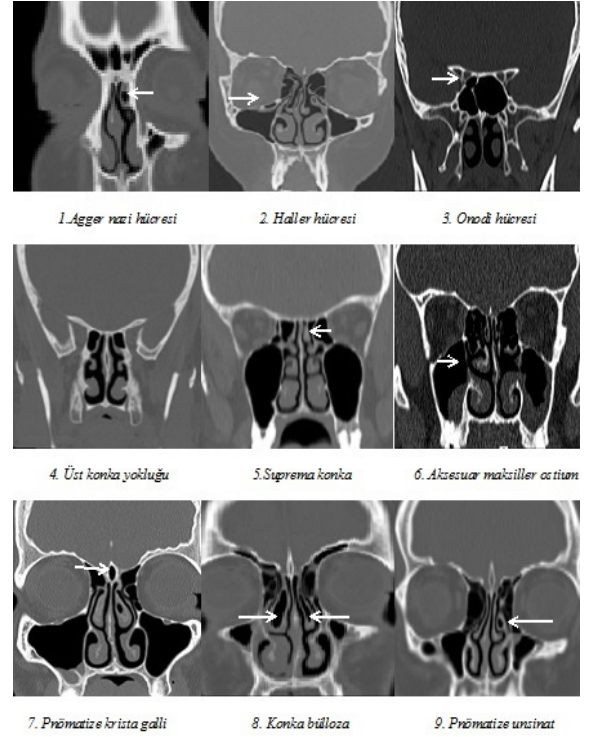 1.Agger nazi hücresi
2. Haller hücresi
3. Onodi hücresi
4. Üst konka yokluğu
5.Suprema konka
6. Aksesuar maksiller ostium
7. Pnömatize krista galli
8. Konka bülloza
9. Pnömatize unsinat